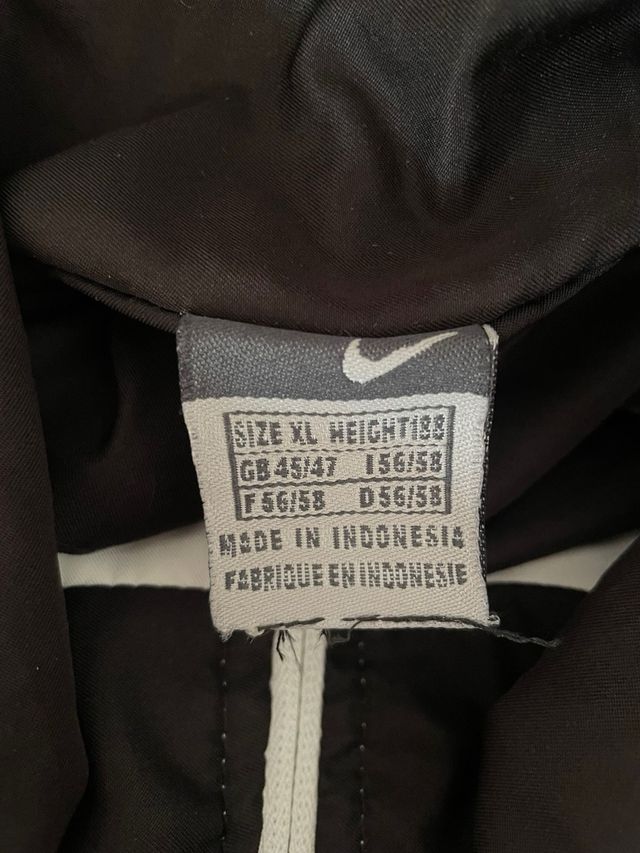 SIZE XL HEIGHT188
GB 45/47 I 56/58
F 56/58 D 56/58
MADE IN INDONESIA
FABRIQUE EN INDONESIE